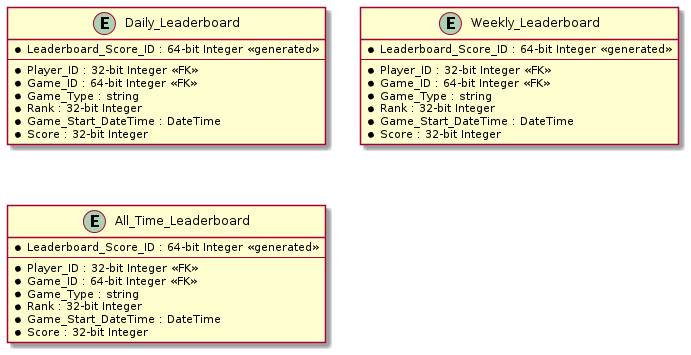 E Daily_Leaderboard
Leaderboard_Score_ID : 64-bit Integer «generated»
Player_ID : 32-bit Integer «FK»
Game_ID : 64-bit Integer «FK»
Game_Type : string
Rank : 32-bit Integer
Game_Start_DateTime : DateTime
Score : 32-bit Integer
E Weekly_Leaderboard
Leaderboard_Score_ID : 64-bit Integer «generated»
Player_ID : 32-bit Integer «FK»
Game_ID : 64-bit Integer «FK»
Game_Type : string
Rank : 32-bit Integer
Game_Start_DateTime : DateTime
Score : 32-bit Integer
E All_Time_Leaderboard
Leaderboard_Score_ID : 64-bit Integer «generated»
Player_ID : 32-bit Integer «FK»
Game_ID : 64-bit Integer «FK»
Game_Type : string
Rank : 32-bit Integer
Game_Start_DateTime : DateTime
Score : 32-bit Integer